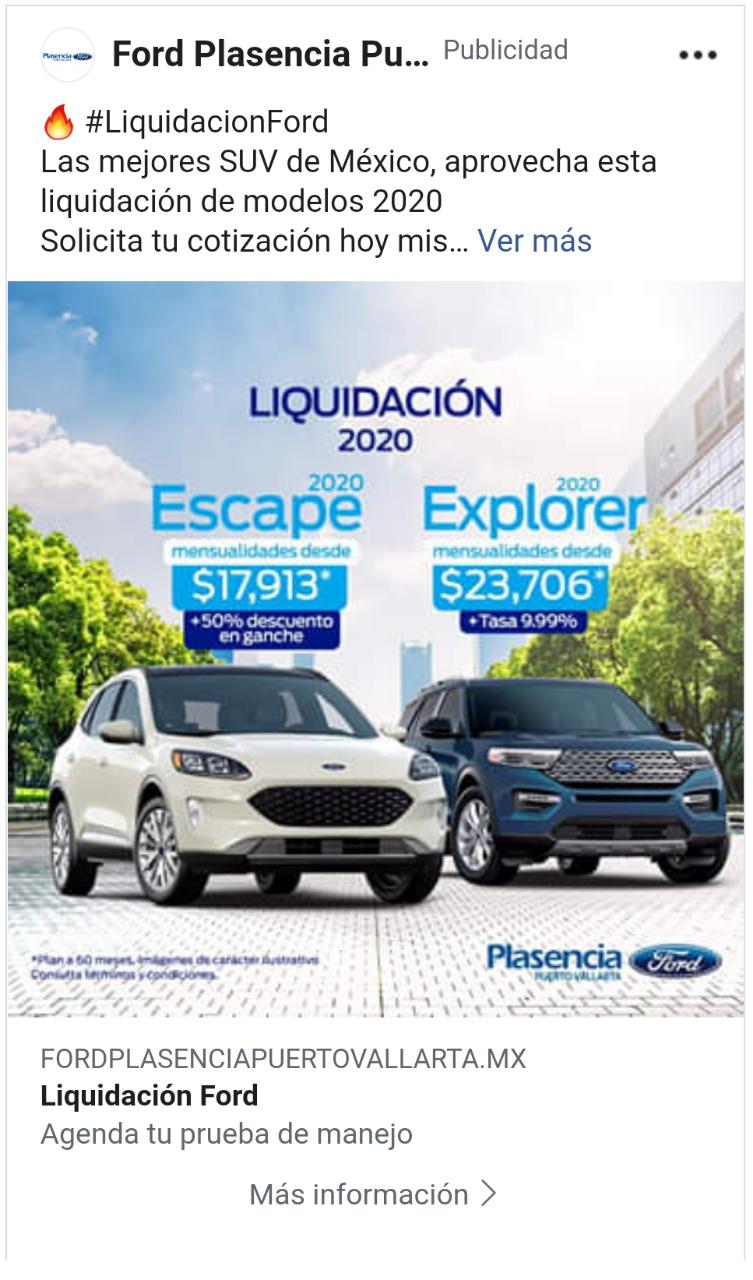 Plasencia Ford
Ford Plasencia Pu... Publicidad
🔥 #LiquidacionFord
Las mejores SUV de México, aprovecha esta
liquidación de modelos 2020
Solicita tu cotización hoy mis... Ver más
LIQUIDACIÓN
2020
2020
Escape
mensualidades desde
$17,913*
+50% descuento
en ganche
2020
Explorer
mensualidades desde
$23,706*
+Tasa 9.99%
*Plan a 60 meses, imágenes de carácter ilustrativo
Consulta términos y condiciones.
Plasencia Ford
PUERTO VALLARTA
FORDPLASENCIAPUERTOVALLARTA.MX
Liquidación Ford
Agenda tu prueba de manejo
Más información >